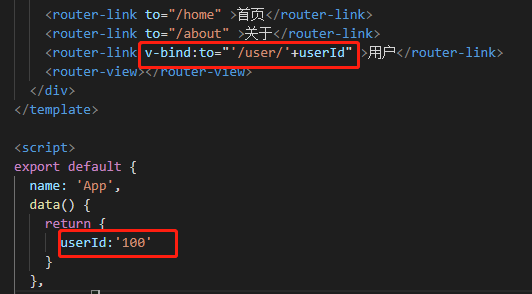 <router-link to="/home" >首页</router-link>
<router-link to="/about" >关于</router-link>
<router-link v-bind:to="'/user/'+userId" >用户</router-link>
<router-view></router-view>
</div>
</template>
<script>
export default {
name: 'App',
data() {
return {
userId:'100'
}
},